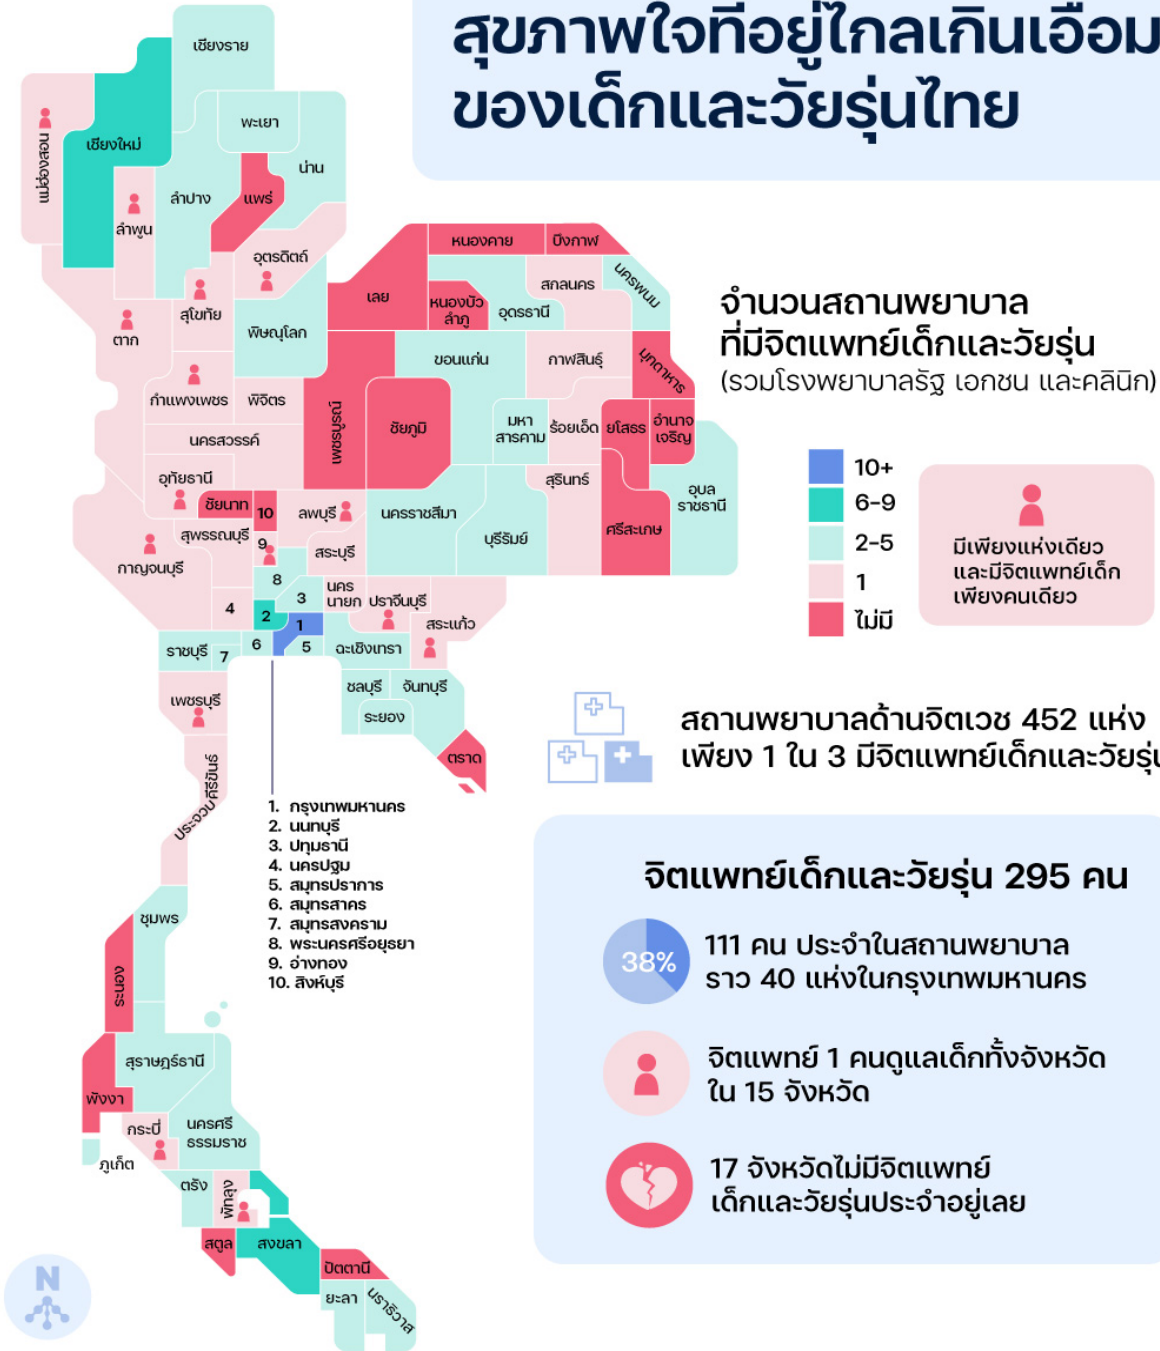 สุขภาพใจที่อยู่ไกลเกินเอื้อม
ของเด็กและวัยรุ่นไทย
เชียงราย
แม่ฮ่องสอน
เชียงใหม่
พะเยา
น่าน
ลำปาง
แพร่
ลำพูน
อุตรดิตถ์
สุโขทัย
ตาก
พิษณุโลก
เลย
หนองคาย
บึงกาฬ
หนองบัว
ลำภู
อุดรธานี
สกลนคร
นครพนม
กำแพงเพชร
พิจิตร
เพชรบูรณ์
ขอนแก่น
กาฬสินธุ์
มุกดาหาร
ชัยภูมิ
มหา
สารคาม
ร้อยเอ็ด
ยโสธร
อำนาจ
เจริญ
นครสวรรค์
อุทัยธานี
ชัยนาท
10
ลพบุรี
นครราชสีมา
บุรีรัมย์
สุรินทร์
ศรีสะเกษ
อุบล
ราชธานี
สุพรรณบุรี
9
สระบุรี
กาญจนบุรี
8
4
2
3
1
นคร
นายก
ปราจีนบุรี
สระแก้ว
ราชบุรี
7
6
5
ฉะเชิงเทรา
ชลบุรี
จันทบุรี
ระยอง
ตราด
เพชรบุรี
ประจวบคีรีขันธ์
1. กรุงเทพมหานคร
2. นนทบุรี
3. ปทุมธานี
4. นครปฐม
5. สมุทรปราการ
6. สมุทรสาคร
7. สมุทรสงคราม
8. พระนครศรีอยุธยา
9. อ่างทอง
10. สิงห์บุรี
ชุมพร
ระนอง
สุราษฎร์ธานี
พังงา
กระบี่
นครศรี
ธรรมราช
ภูเก็ต
ตรัง
พัทลุง
สตูล
สงขลา
ปัตตานี
ยะลา
นราธิวาส
N
จำนวนสถานพยาบาล
ที่มีจิตแพทย์เด็กและวัยรุ่น
(รวมโรงพยาบาลรัฐ เอกชน และคลินิก)
10+
6-9
2-5
1
ไม่มี
มีเพียงแห่งเดียว
และมีจิตแพทย์เด็ก
เพียงคนเดียว
สถานพยาบาลด้านจิตเวช 452 แห่ง
เพียง 1 ใน 3 มีจิตแพทย์เด็กและวัยรุ่น
จิตแพทย์เด็กและวัยรุ่น 295 คน
38%
111 คน ประจำในสถานพยาบาล
ราว 40 แห่งในกรุงเทพมหานคร
จิตแพทย์ 1 คนดูแลเด็กทั้งจังหวัด
ใน 15 จังหวัด
17 จังหวัดไม่มีจิตแพทย์
เด็กและวัยรุ่นประจำอยู่เลย